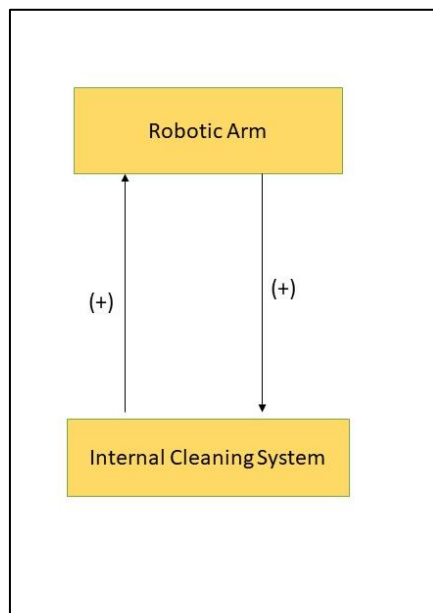 Robotic Arm
(+)
(+)
Internal Cleaning System